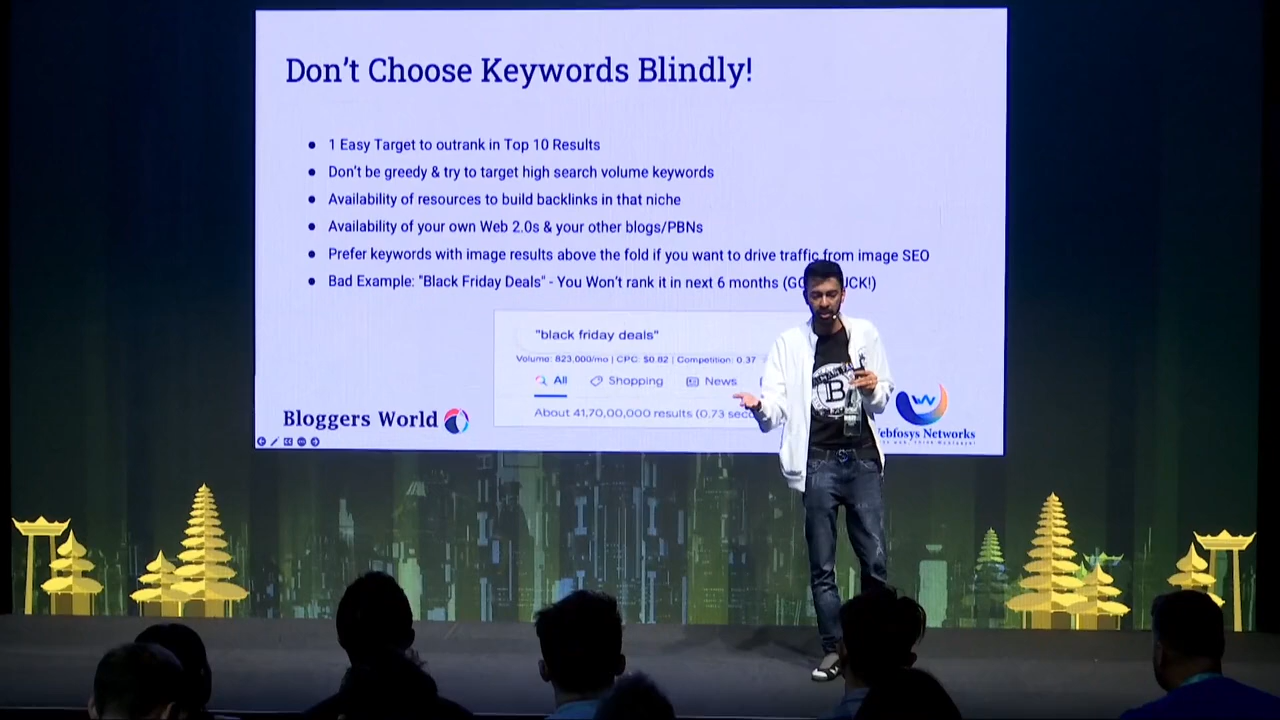 Don't Choose Keywords Blindly!
● 1 Easy Target to outrank in Top 10 Results
● Don't be greedy & try to target high search volume keywords
● Availability of resources to build backlinks in that niche
● Availability of your own Web 2.0s & your other blogs/PBNs
● Prefer keywords with image results above the fold if you want to drive traffic from image SEO
● Bad Example: "Black Friday Deals" - You Won't rank it in next 6 months
"black friday deals"
Volume: 823,000/mo | CPC: $0.82 | Competition: 0.37
All Shopping News
About 41,70,00,000 results (0.73
Bloggers World
B
Networks